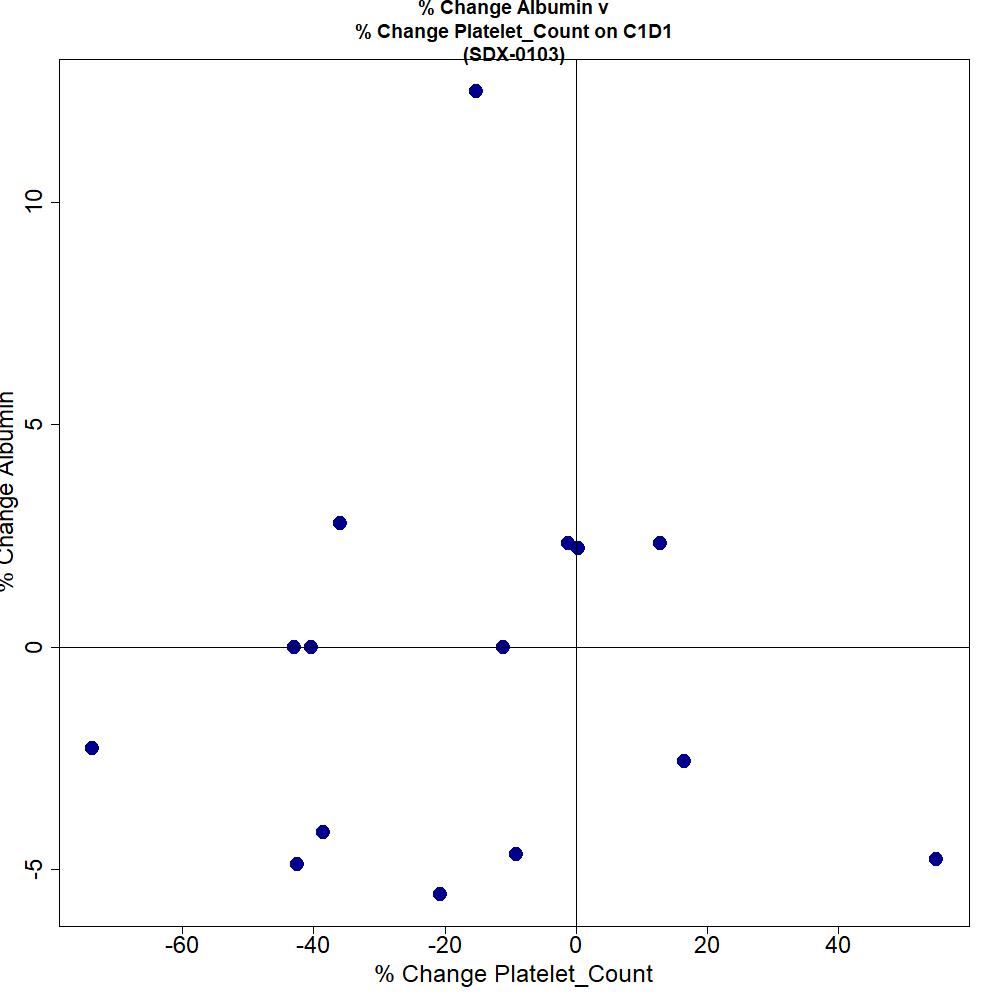 % Change Albumin v
% Change Platelet_Count on C1D1
(SDX-0103)
% Change Albumin
10
5
0
-5
-60
-40
-20
0
20
40
% Change Platelet_Count